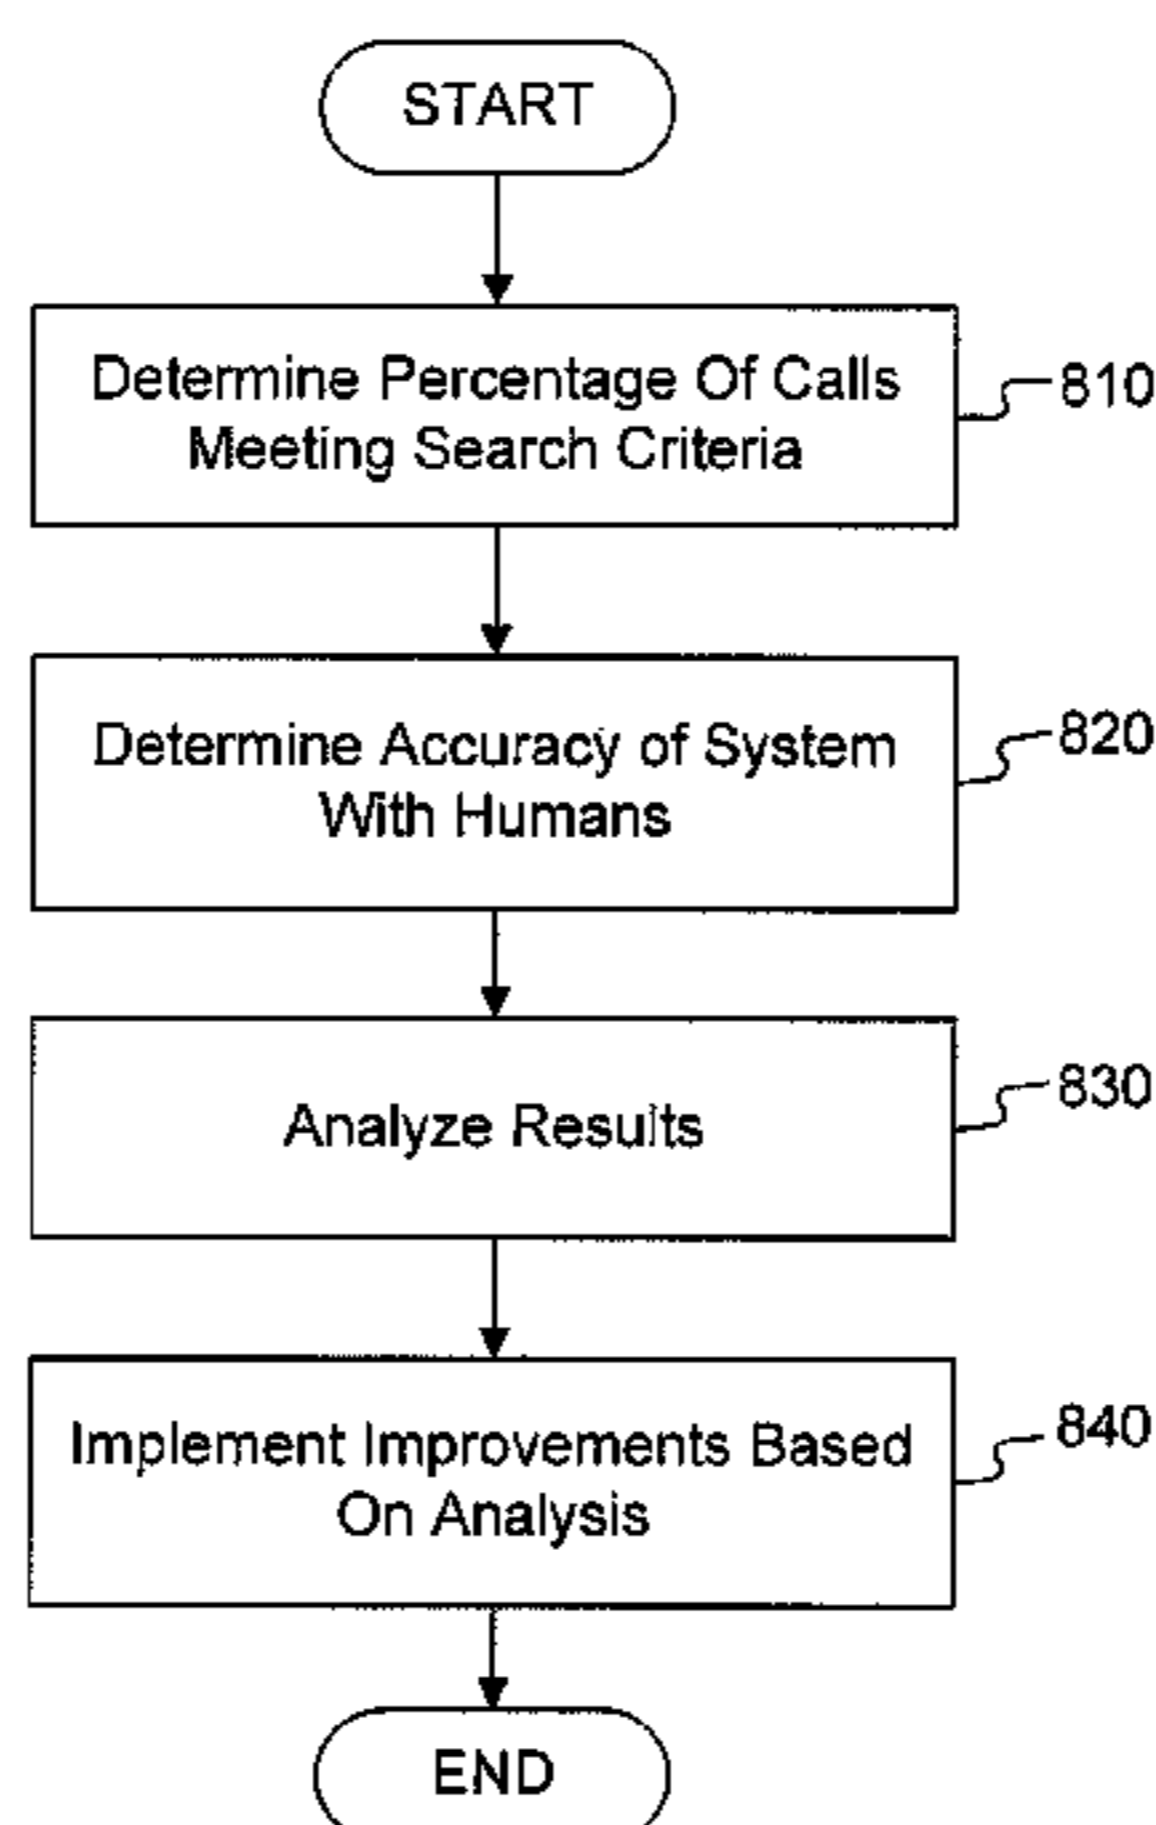 START
Determine Percentage Of Calls
Meeting Search Criteria
810
Determine Accuracy of System
With Humans
820
Analyze Results
830
Implement Improvements Based
On Analysis
840
END